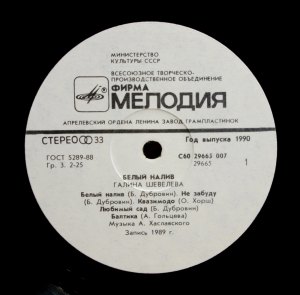 МИНИСТЕРСТВО
КУЛЬТУРЫ СССР
ВСЕСОЮЗНОЕ ТВОРЧЕСКО-
ПРОИЗВОДСТВЕННОЕ ОБЪЕДИНЕНИЕ
ФИРМА
МЕЛОДИЯ
АПРЕЛЕВСКИЙ ОРДЕНА ЛЕНИНА ЗАВОД ГРАМПЛАСТИНОК
СТЕРЕО 33
Год выпуска 1990
ГОСТ 5289-88
Гр. 3. 2-25
С60 29665 007
29665
1
БЕЛЫЙ НАЛИВ
ГАЛИНА ШЕВЕЛЕВА
Белый налив (Б. Дубровин). Не забуду
(Б. Дубровин). Квазимодо (О. Хорш)
Любимый сад (Б. Дубровин)
Балтика (А. Гольцева)
Музыка А. Хаславского
Запись 1989 г.